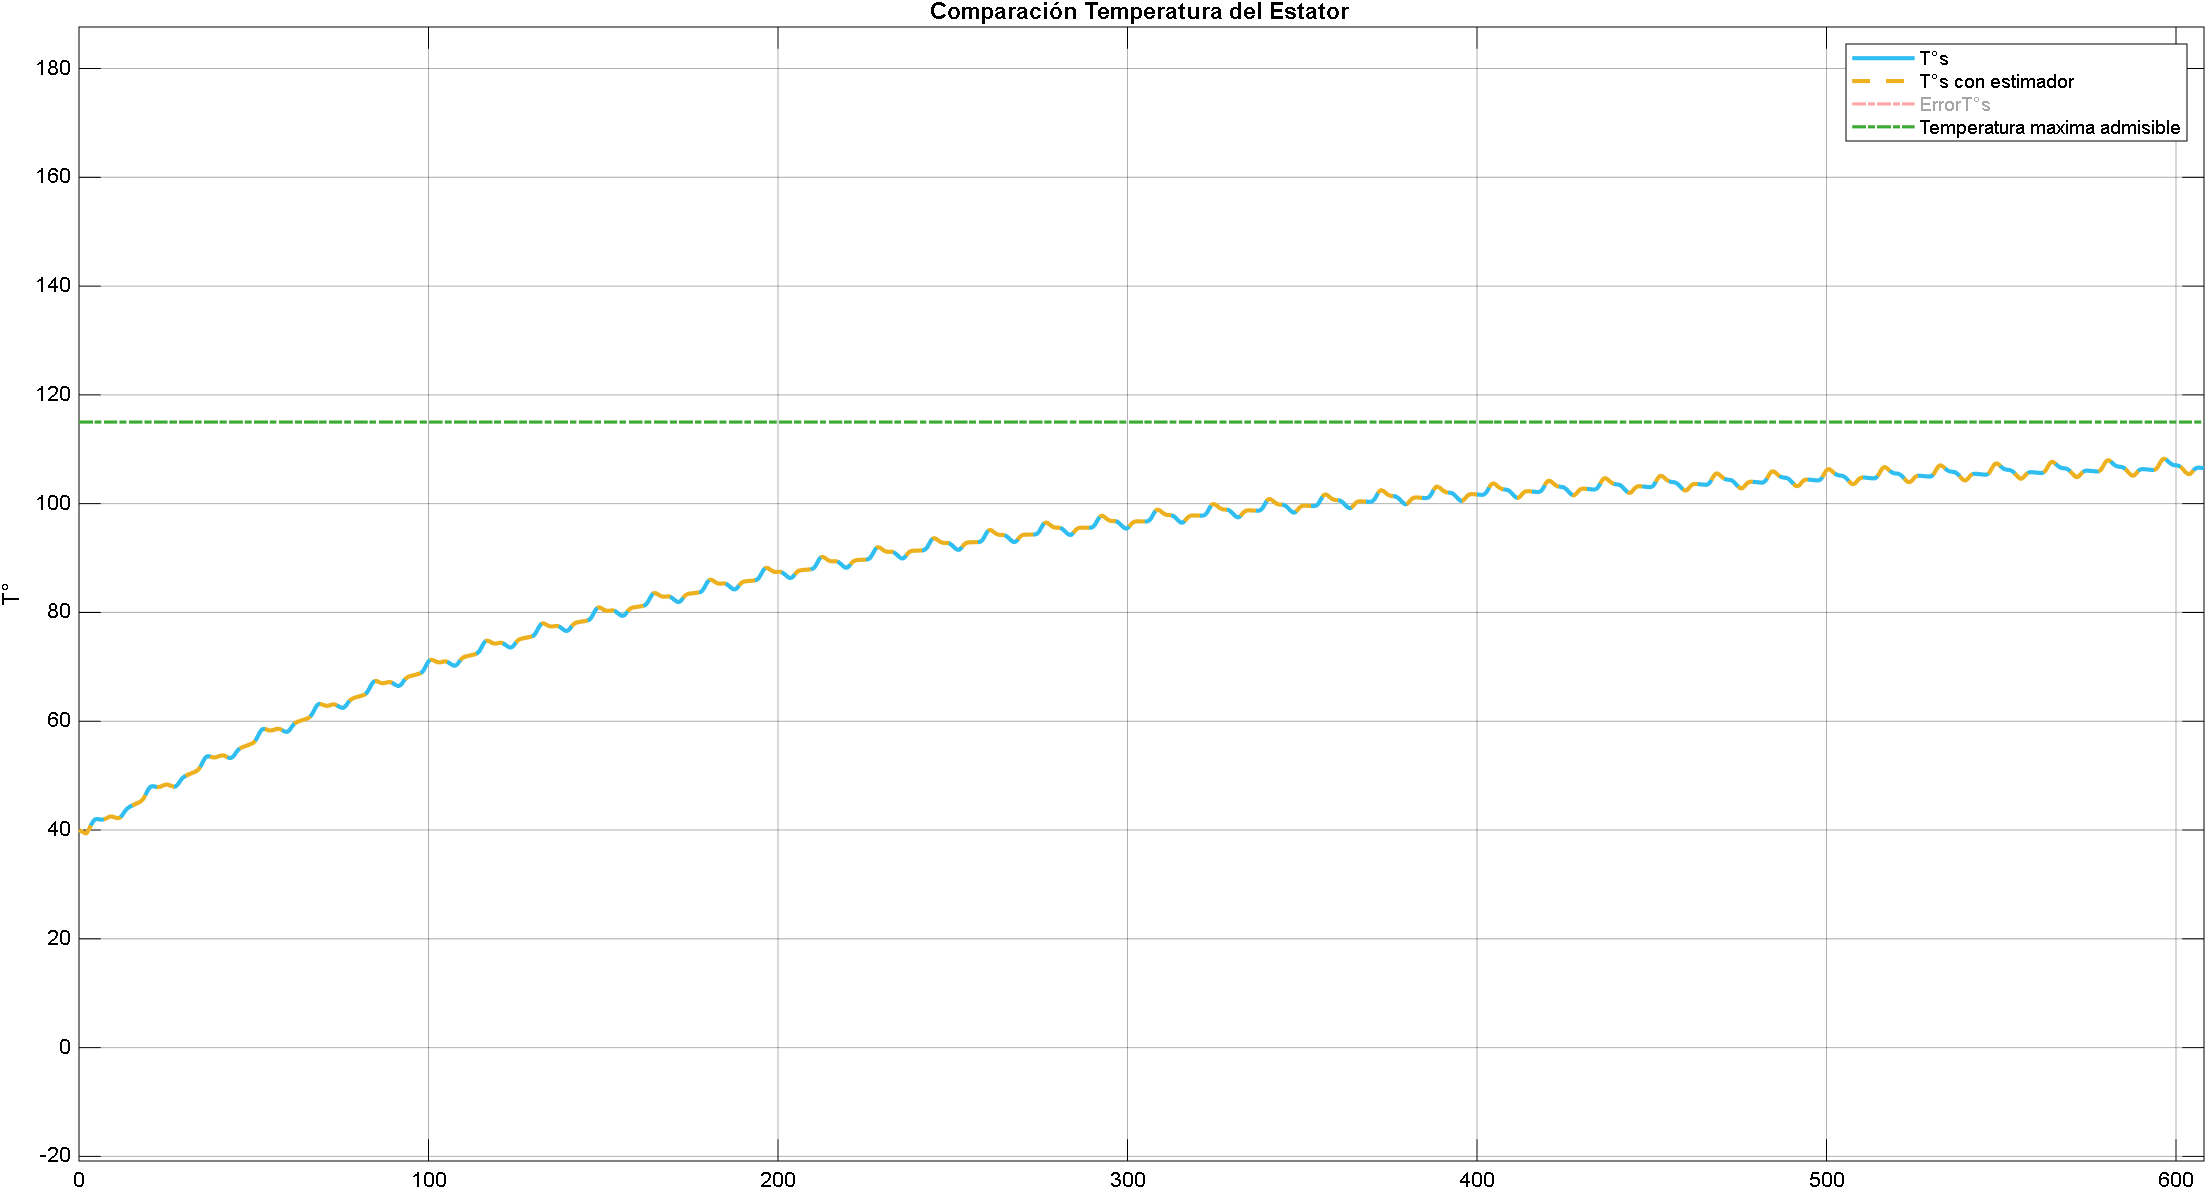 Comparación Temperatura del Estator
T°s
T°s con estimador
ErrorT°s
Temperatura maxima admisible
180
160
140
120
100
80
60
40
20
0
-20
T°
0 100 200 300 400 500 600